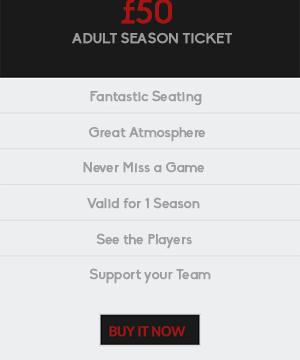 £50
ADULT SEASON TICKET
Fantastic Seating
Great Atmosphere
Never Miss a Game
Valid for 1 Season
See the Players
Support your Team
BUY IT NOW